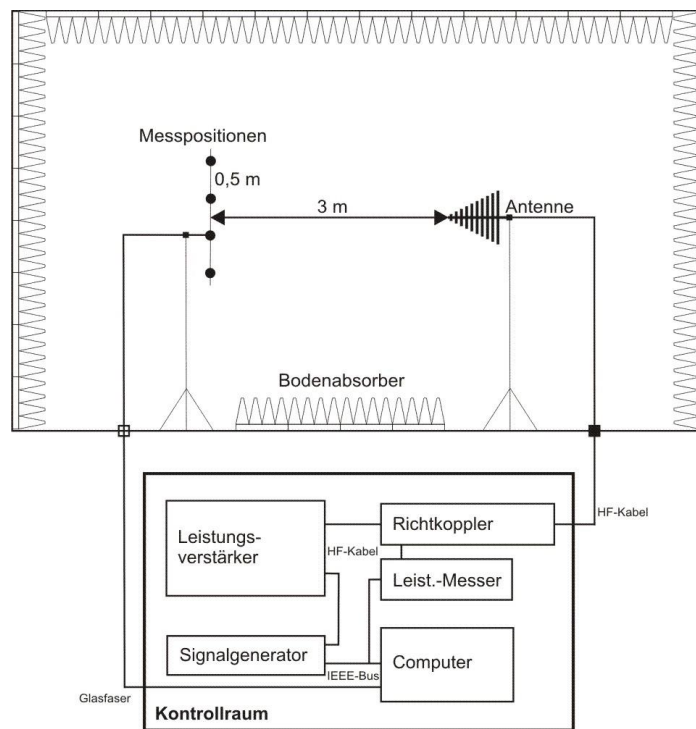 Messpositionen
0,5 m
3 m
Antenne
Bodenabsorber
Leistungs-
verstärker
HF-Kabel
Richtkoppler
HF-Kabel
Leist.-Messer
Signalgenerator
IEEE-Bus
Computer
Glasfaser
Kontrollraum